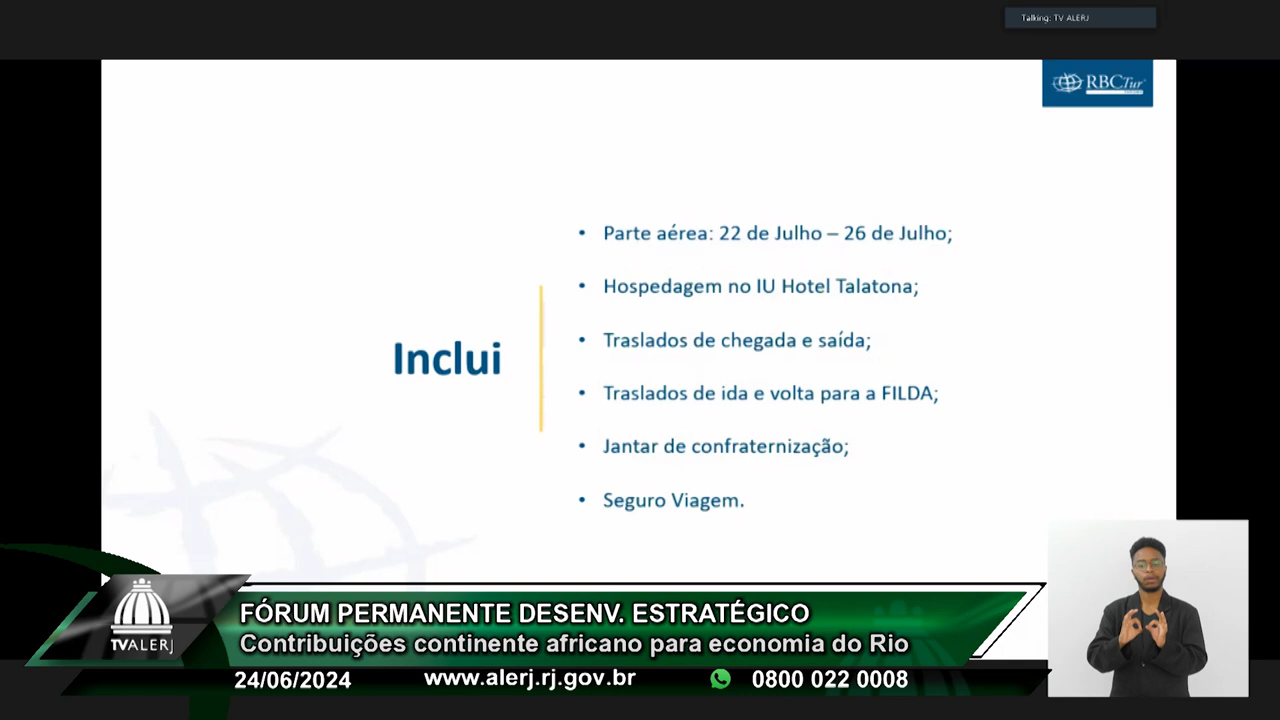 Talking: TV ALERJ
RBCTur
Inclui
• Parte aérea: 22 de Julho – 26 de Julho;
• Hospedagem no IU Hotel Talatona;
• Traslados de chegada e saída;
• Traslados de ida e volta para a FILDA;
• Jantar de confraternização;
• Seguro Viagem.
TVALERJ
FÓRUM PERMANENTE DESENV. ESTRATÉGICO
Contribuições continente africano para economia do Rio
24/06/2024 www.alerj.rj.gov.br 0800 022 0008